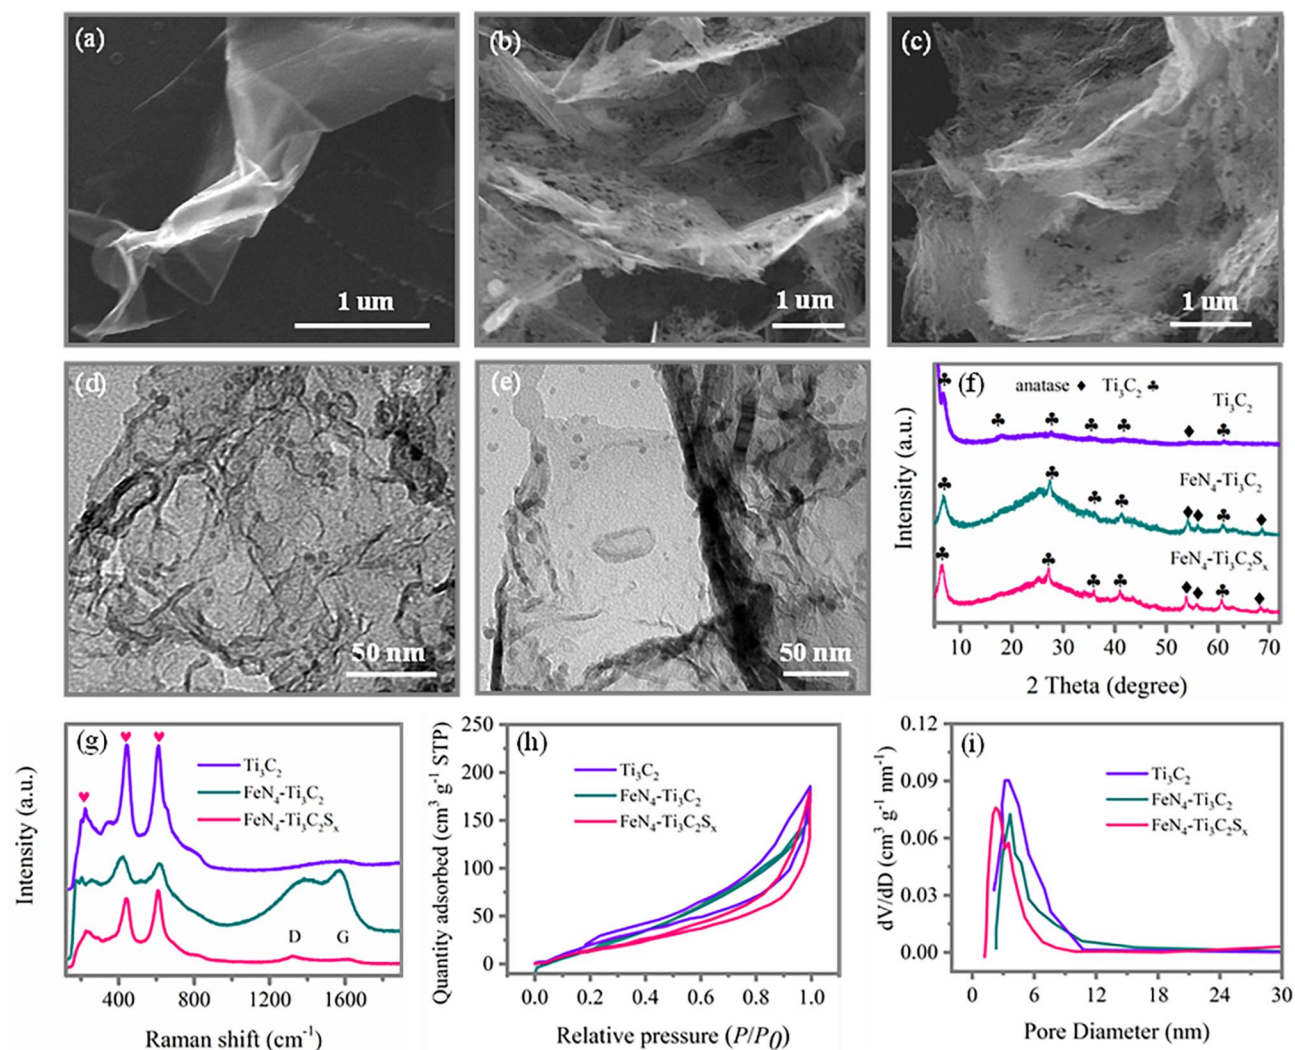 (a)
1 um
(b)
1 um
(c)
1 um
(d)
50 nm
(e)
50 nm
(f)
anatase ♦ Ti₃C₂ ♣
Ti₃C₂
FeN₄-Ti₃C₂
FeN₄-Ti₃C₂Sₓ
Intensity (a.u.)
10 20 30 40 50 60 70
2 Theta (degree)
(g)
Ti₃C₂
FeN₄-Ti₃C₂
FeN₄-Ti₃C₂Sₓ
D G
Intensity (a.u.)
400 800 1200 1600
Raman shift (cm⁻¹)
(h)
Ti₃C₂
FeN₄-Ti₃C₂
FeN₄-Ti₃C₂Sₓ
Quantity adsorbed (cm³ g⁻¹ STP)
250
200
150
100
50
0
0.0 0.2 0.4 0.6 0.8 1.0
Relative pressure (P/P0)
(i)
Ti₃C₂
FeN₄-Ti₃C₂
FeN₄-Ti₃C₂Sₓ
dV/dD (cm³ g⁻¹ nm⁻¹)
0.12
0.09
0.06
0.03
0.00
0 6 12 18 24 30
Pore Diameter (nm)